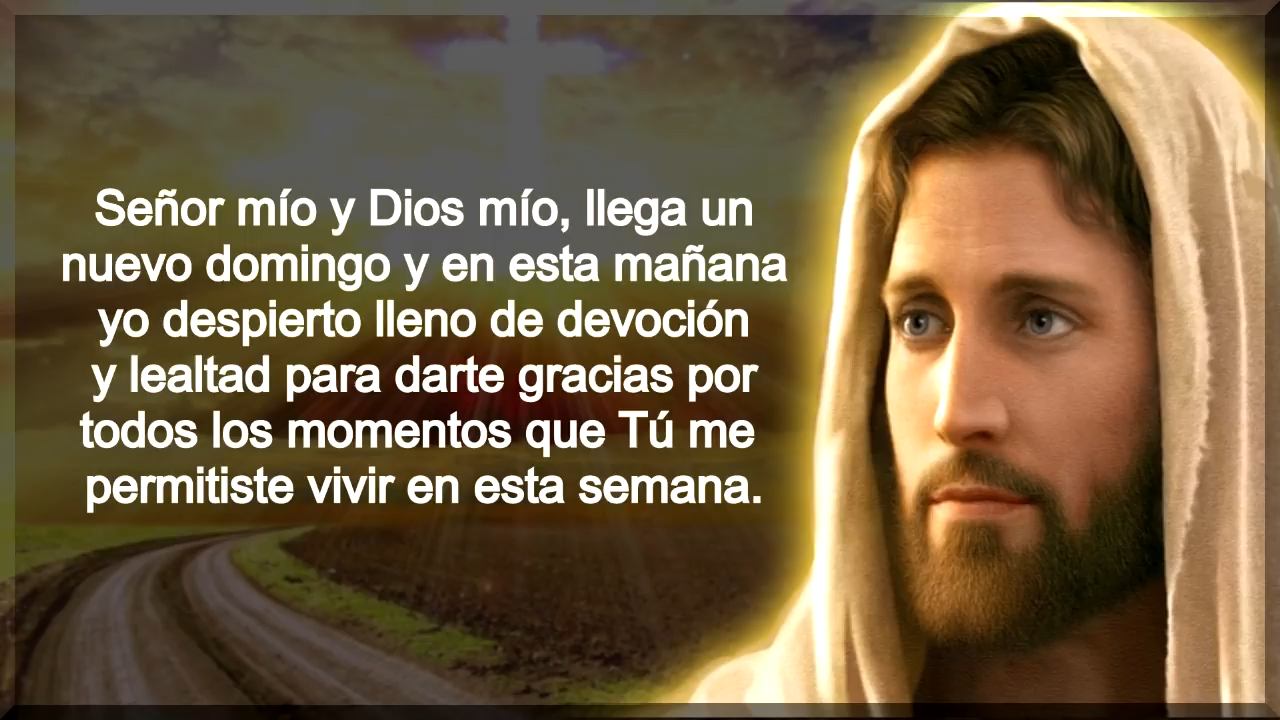 Señor mío y Dios mío, llega un
nuevo domingo y en esta mañana
yo despierto lleno de devoción
y lealtad para darte gracias por
todos los momentos que Tú me
permitiste vivir en esta semana.